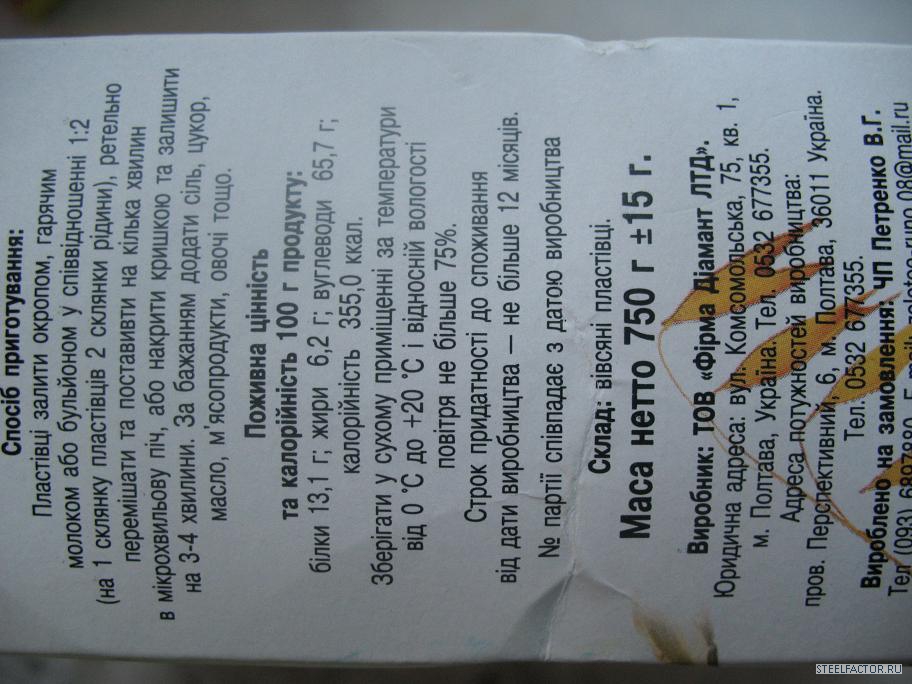 Спосіб приготування:
Пластівці залити окропом, гарячим
молоком або бульйоном у співвідношенні 1:2
(на 1 склянку пластівців 2 склянки рідини), ретельно
перемішати та поставивти на кілька хвилин
в мікрохвильову піч, або накрити кришкою та залишити
на 3-4 хвилини. За бажанням додати сіль, цукор,
масло, м'ясопродукти, овочі тощо.
Поживна цінність
та калорійність 100 г продукту:
білки 13,1 г; жири 6,2 г; вуглеводи 65,7 г;
калорійність 355,0 ккал.
Зберігати у сухому приміщенні за температури
від 0 °С до +20 °С і відносній вологості
повітря не більше 75%.
Строк придатності до споживання
від дати виробництва — не більше 12 місяців.
№ партії співпадає з датою виробництва
Склад: вівсяні пластівці.
Маса нетто 750 г ±15 г.
Виробник: ТОВ «Фірма Діамант ЛТД».
Юридична адреса: вул. Комсомольська, 75, кв. 1,
м. Полтава, Україна. Тел. 0532 677355.
Адреса потужностей виробництва:
пров. Перспективний, 6, м. Полтава, 36011 Україна.
Тел. 0532 677355.
Вироблено на замовлення: ЧП Петренко В.Г.
Тел (093)
STEELFACTOR.RU